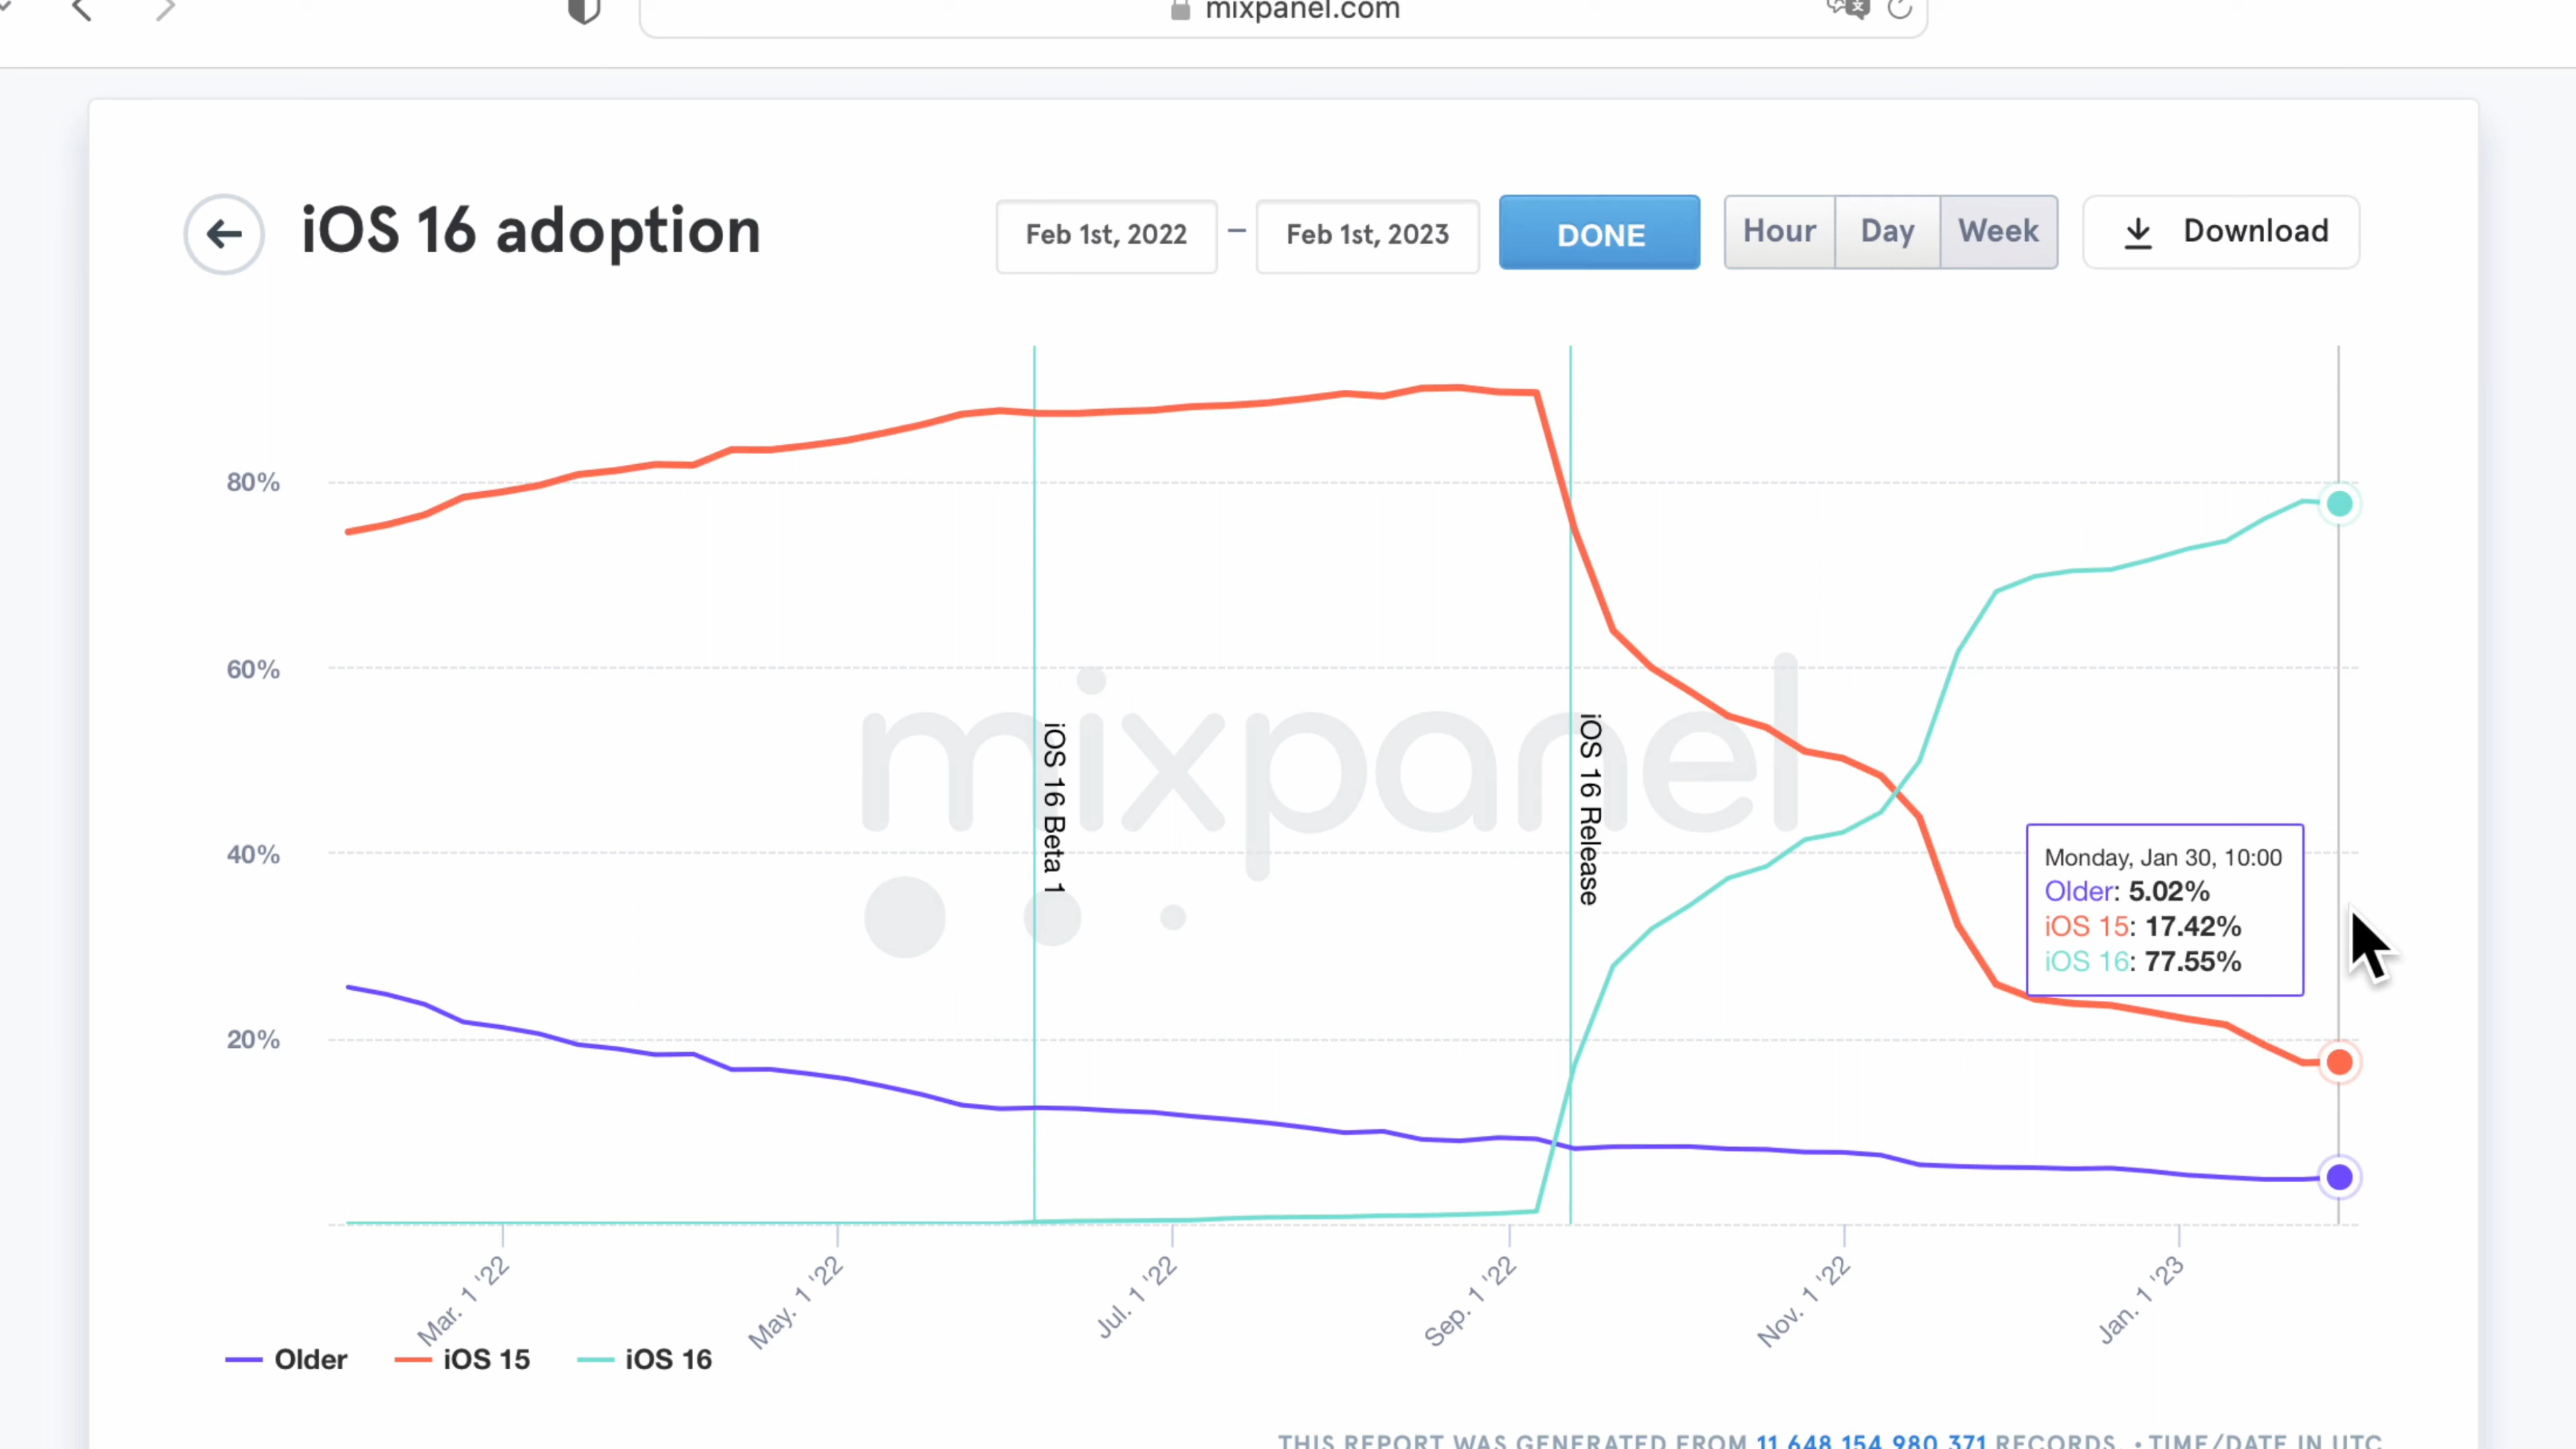 mixpanel.com
iOS 16 adoption
Feb 1st, 2022 – Feb 1st, 2023
DONE
Hour Day Week
Download
80%
60%
40%
20%
mixpanel
iOS 16 Beta 1
iOS 16 Release
Monday, Jan 30, 10:00
Older: 5.02%
iOS 15: 17.42%
iOS 16: 77.55%
Mar. 1 '22
May. 1 '22
Jul. 1 '22
Sep. 1 '22
Nov. 1 '22
Jan. 1 '23
Older iOS 15 iOS 16
THIS REPORT WAS GENERATED FROM 11,648,154,980,371 RECORDS. • TIME/DATE IN UTC